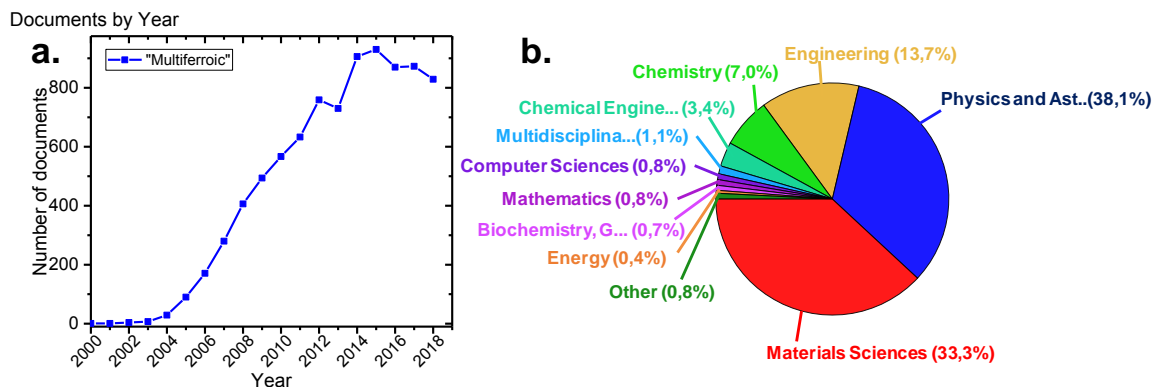 Documents by Year
a.
"Multiferroic"
Number of documents
800
600
400
200
0
2000
2002
2004
2006
2008
2010
2012
2014
2016
2018
Year
b.
Engineering (13,7%)
Chemistry (7,0%)
Physics and Ast..(38,1%)
Chemical Engine... (3,4%)
Multidisciplina...(1,1%)
Computer Sciences (0,8%)
Mathematics (0,8%)
Biochemistry, G... (0,7%)
Energy (0,4%)
Other (0,8%)
Materials Sciences (33,3%)